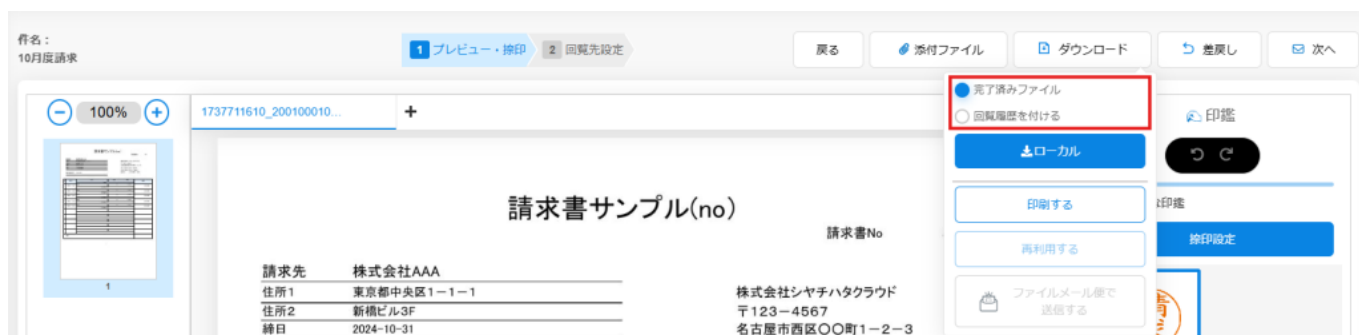 件名：
10月度請求
1 プレビュー・捺印
2 回覧先設定
戻る
添付ファイル
ダウンロード
差戻し
次へ
100%
1737711610_200100010...
+
完了済みファイル
回覧履歴を付ける
ローカル
印刷する
再利用する
ファイルメール便で
送信する
印鑑
印鑑
捺印設定
1
請求書サンプル(no)
請求書No
請求先 株式会社AAA
住所1 東京都中央区1－1－1
住所2 新橋ビル3F
締日 2024-10-31
株式会社シヤチハタクラウド
〒123－4567
名古屋市西区〇〇町1－2－3